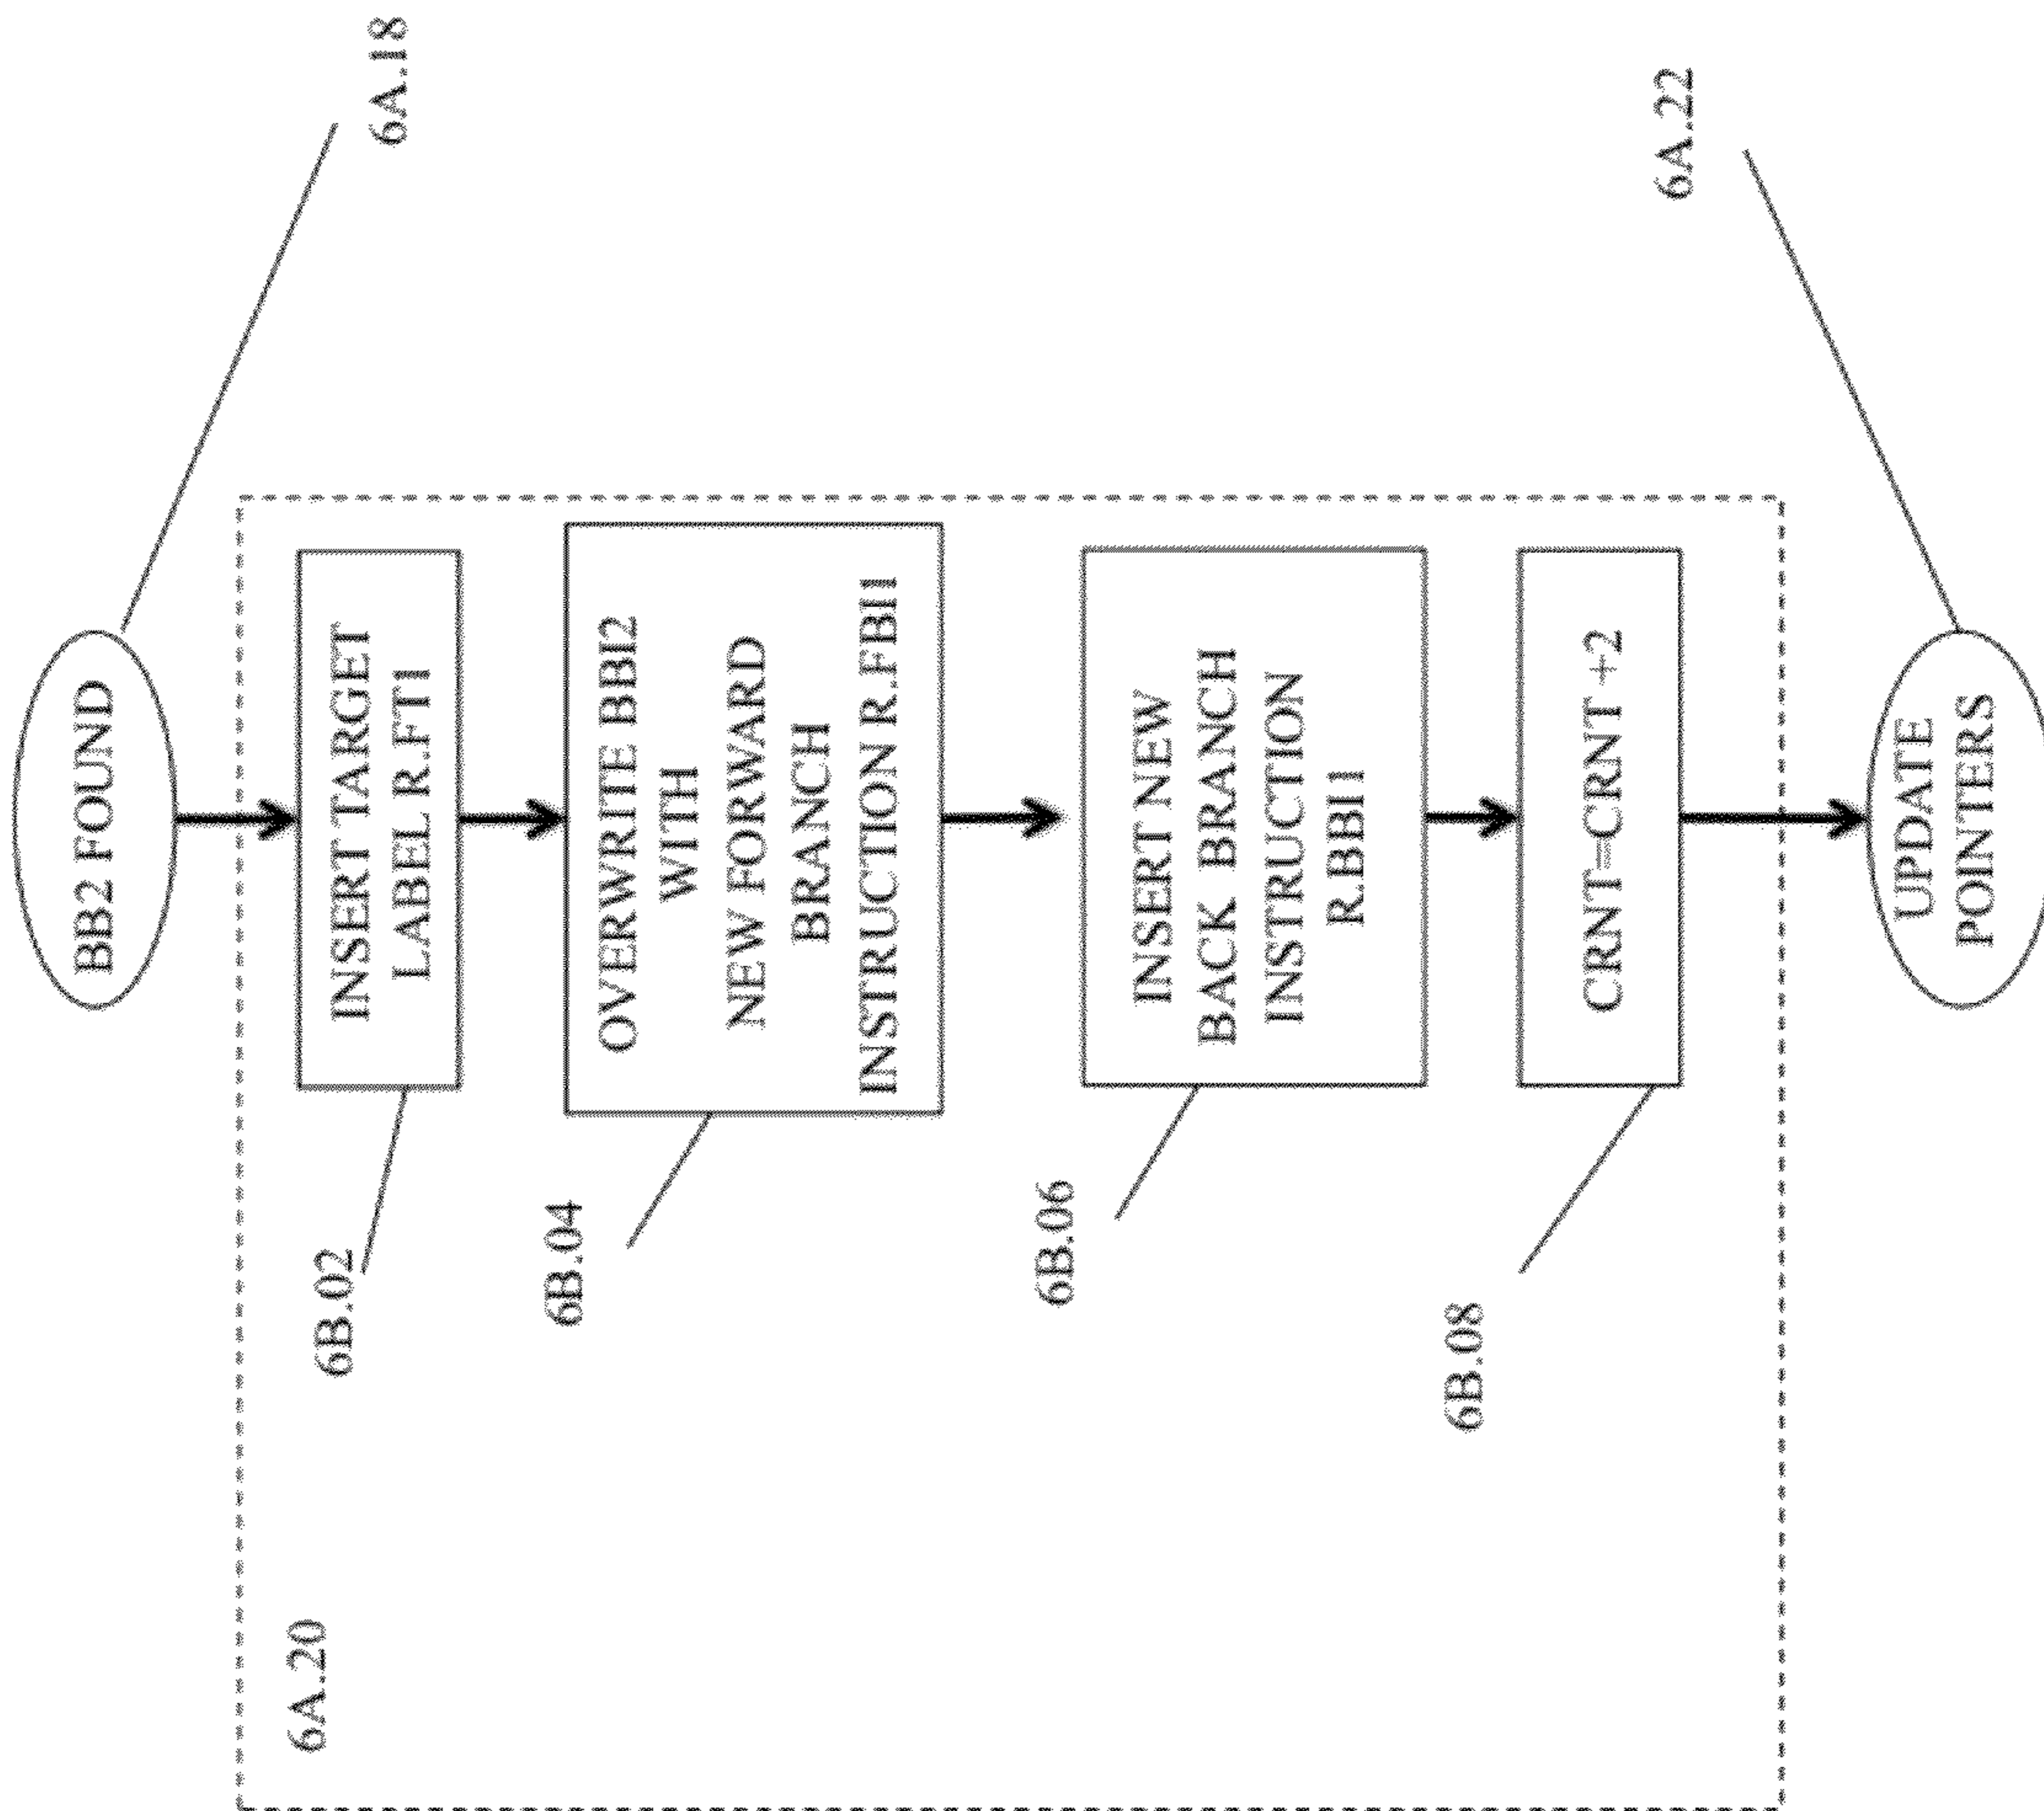 BB2 FOUND
6A.18
6A.20
INSERT TARGET
LABEL R.FT1
6B.02
OVERWRITE BBI2
WITH
NEW FORWARD
BRANCH
INSTRUCTION R.FBI1
6B.04
INSERT NEW
BACK BRANCH
INSTRUCTION
R.BBI1
6B.06
CRNT=CRNT +2
6B.08
UPDATE
POINTERS
6A.22